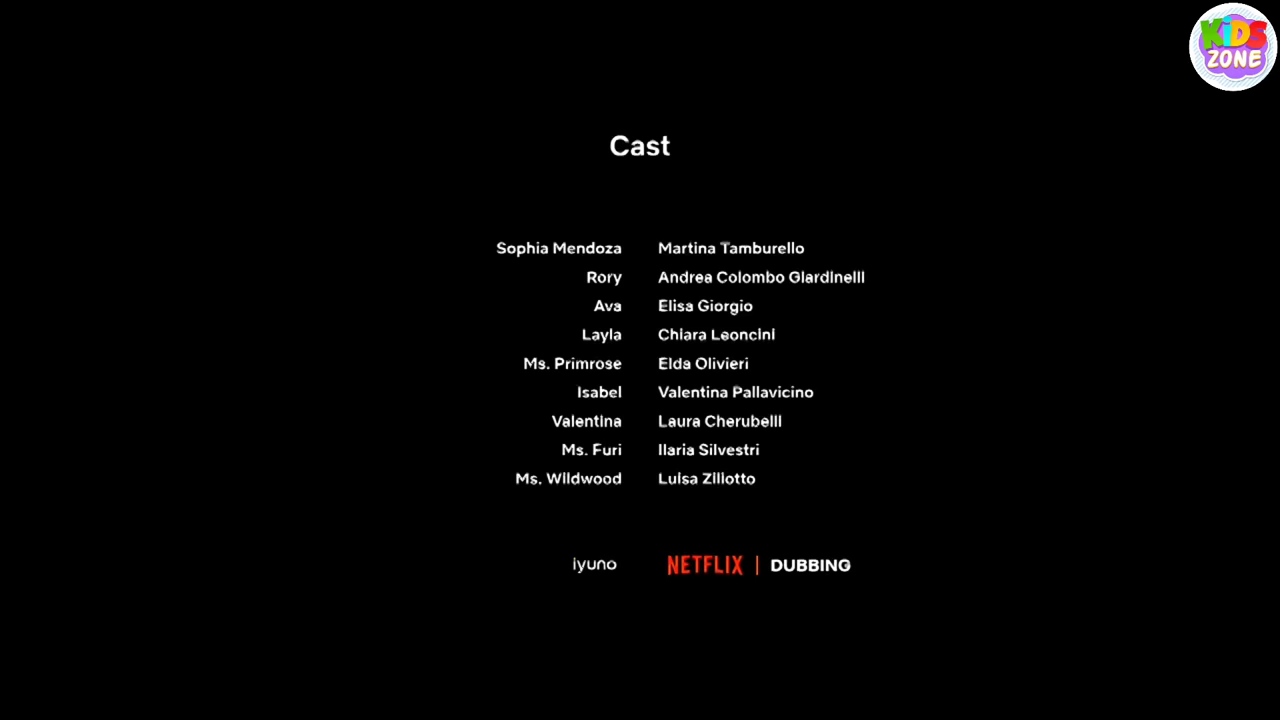 KiDS
ZONE
Cast
Sophia Mendoza Martina Tamburello
Rory Andrea Colombo Giardinelli
Ava Elisa Giorgio
Layla Chiara Leoncini
Ms. Primrose Elda Olivieri
Isabel Valentina Pallavicino
Valentina Laura Cherubelli
Ms. Furi Ilaria Silvestri
Ms. Wildwood Luisa Ziliotto
iyuno NETFLIX | DUBBING